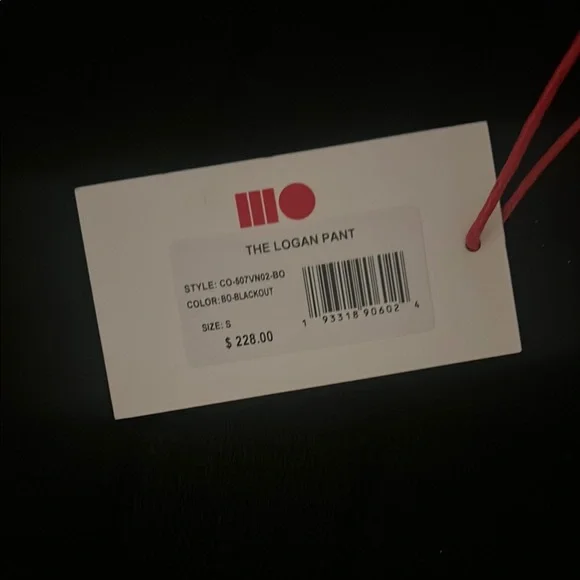 THE LOGAN PANT
STYLE: CO-507VN02-BO
COLOR: BO-BLACKOUT
SIZE: S
$ 228.00
1 93318 90602 4